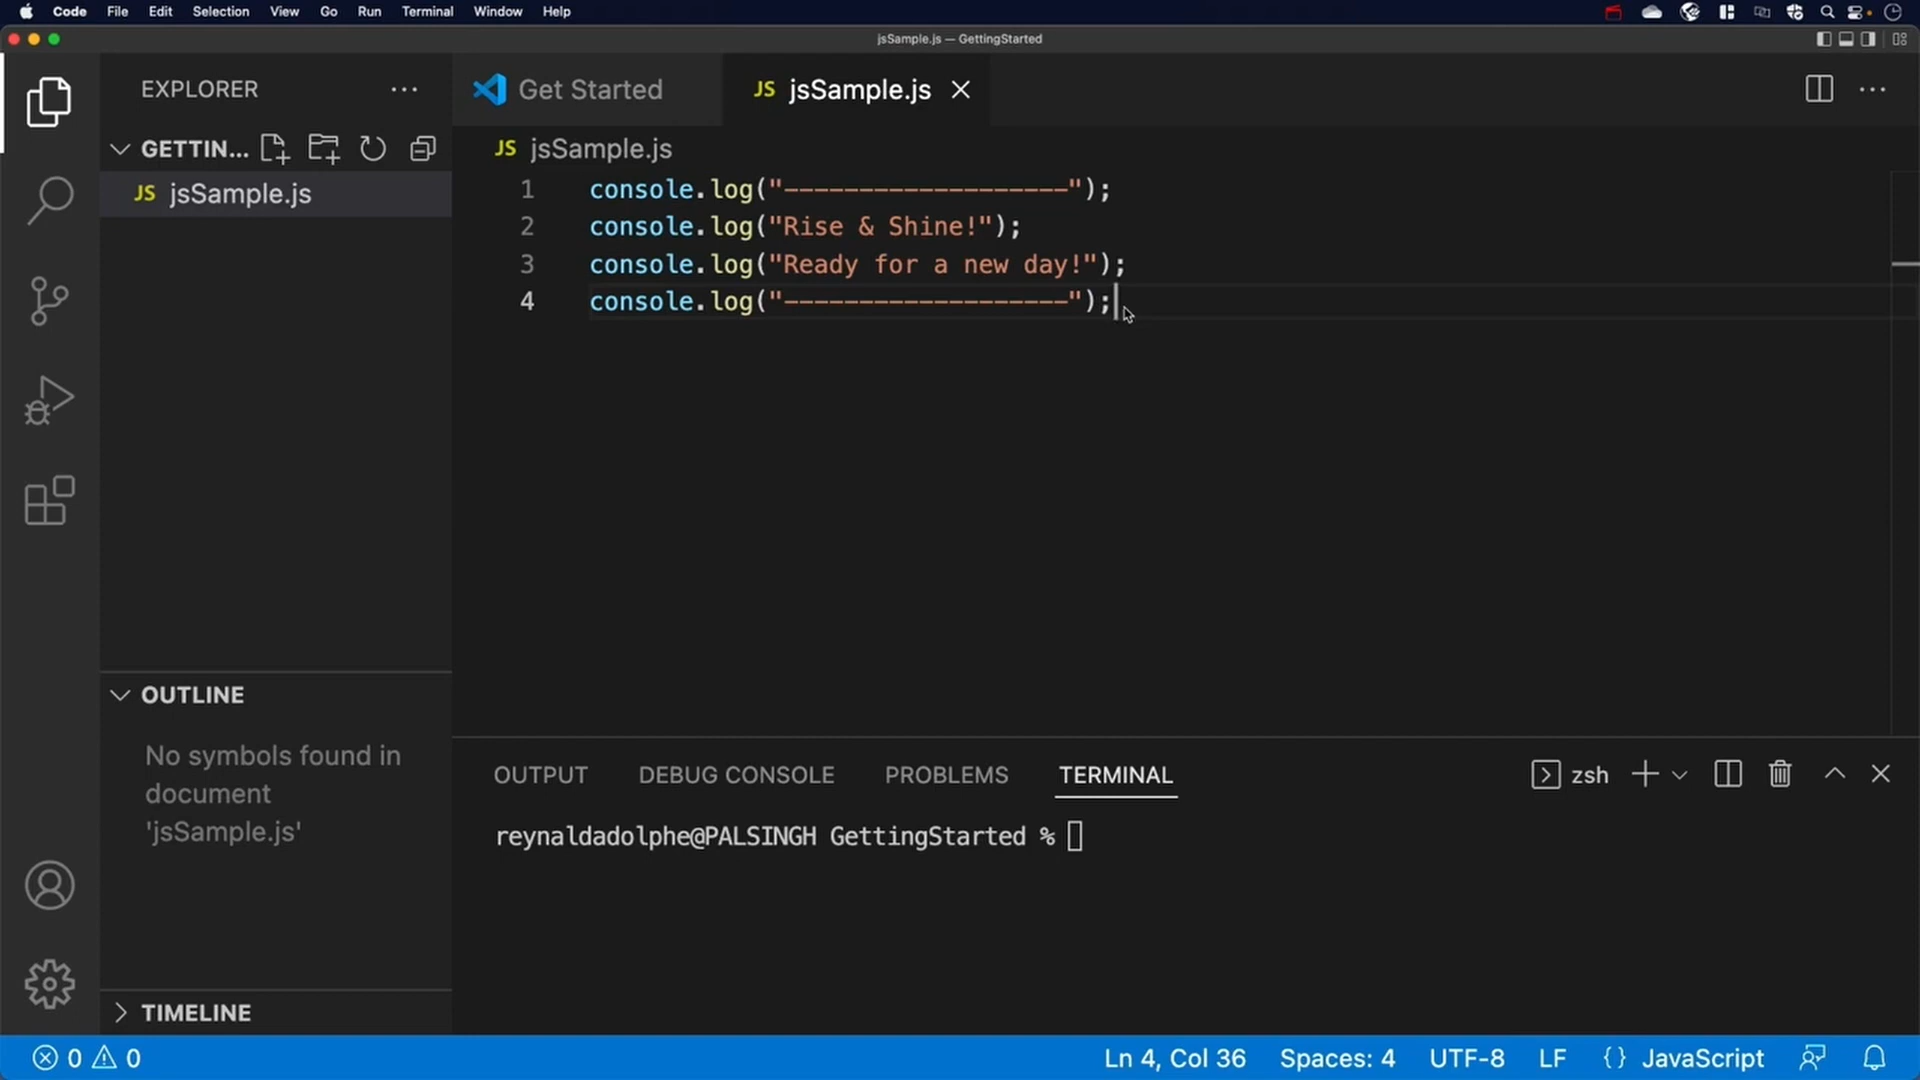 Code File Edit Selection View Go Run Terminal Window Help
jsSample.js — GettingStarted
EXPLORER
Get Started
JS jsSample.js
GETTIN...
JS jsSample.js
JS jsSample.js
1 console.log("-------------------");
2 console.log("Rise & Shine!");
3 console.log("Ready for a new day!");
4 console.log("-------------------");
OUTLINE
No symbols found in
document
'jsSample.js'
TIMELINE
OUTPUT DEBUG CONSOLE PROBLEMS TERMINAL
zsh
reynaldadolphe@PALSINGH GettingStarted %
0 0
Ln 4, Col 36 Spaces: 4 UTF-8 LF {} JavaScript